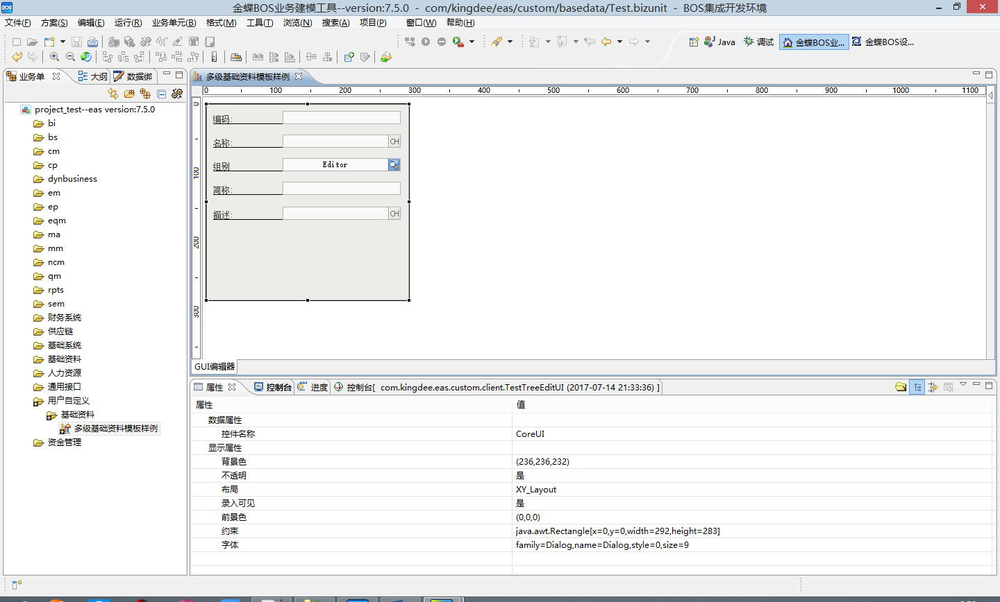 BOS 金蝶BOS业务建模工具--version:7.5.0 - com/kingdee/eas/custom/basedata/Test.bizunit - BOS集成开发环境
文件(F) 方案(S) 编辑(E) 运行(R) 业务单元(B) 格式(M) 工具(T) 浏览(N) 搜索(A) 项目(P) 窗口(W) 帮助(H)
Java 调试 金蝶BOS业... 金蝶BOS设...
业务单 大纲 数据绑
project_test--eas version:7.5.0
bi
bs
cm
cp
dynbusiness
em
ep
eqm
ma
mm
ncm
qm
rpts
sem
财务系统
供应链
基础系统
基础资料
人力资源
通用接口
用户自定义
基础资料
多级基础资料模板样例
资金管理
多级基础资料模板样例
0 100 200 300 400 500 600 700 800 900 1000 1100
0
100
200
300
编码:
名称: CH
组别 Editor
简称:
描述: CH
GUI编辑器
属性 控制台 进度 控制台[ com.kingdee.eas.custom.client.TestTreeEditUI (2017-07-14 21:33:36) ]
属性 值
数据属性
控件名称 CoreUI
显示属性
背景色 (236,236,232)
不透明 是
布局 XY_Layout
录入可见 是
前景色 (0,0,0)
约束 java.awt.Rectangle[x=0,y=0,width=292,height=283]
字体 family=Dialog,name=Dialog,style=0,size=9